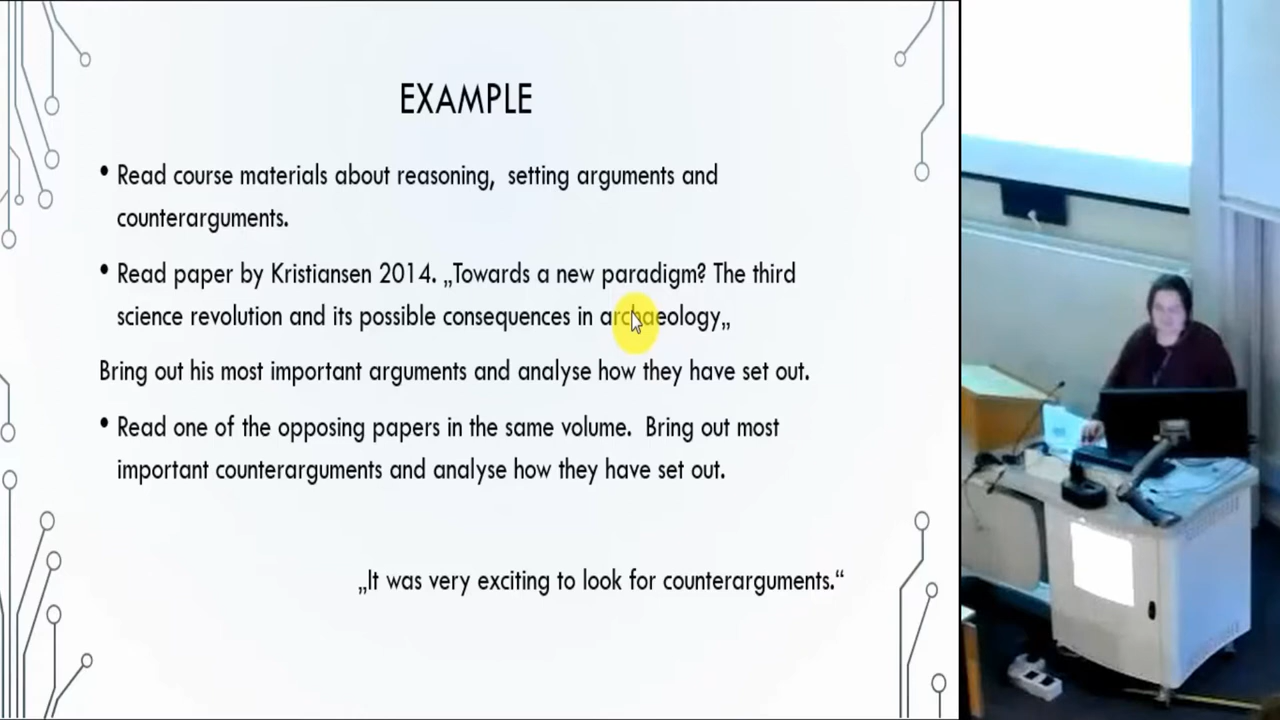 EXAMPLE
• Read course materials about reasoning,  setting arguments and
counterarguments.
• Read paper by Kristiansen 2014. „Towards a new paradigm? The third
science revolution and its possible consequences in archaeology„
Bring out his most important arguments and analyse how they have set out.
• Read one of the opposing papers in the same volume.  Bring out most
important counterarguments and analyse how they have set out.
„It was very exciting to look for counterarguments.“